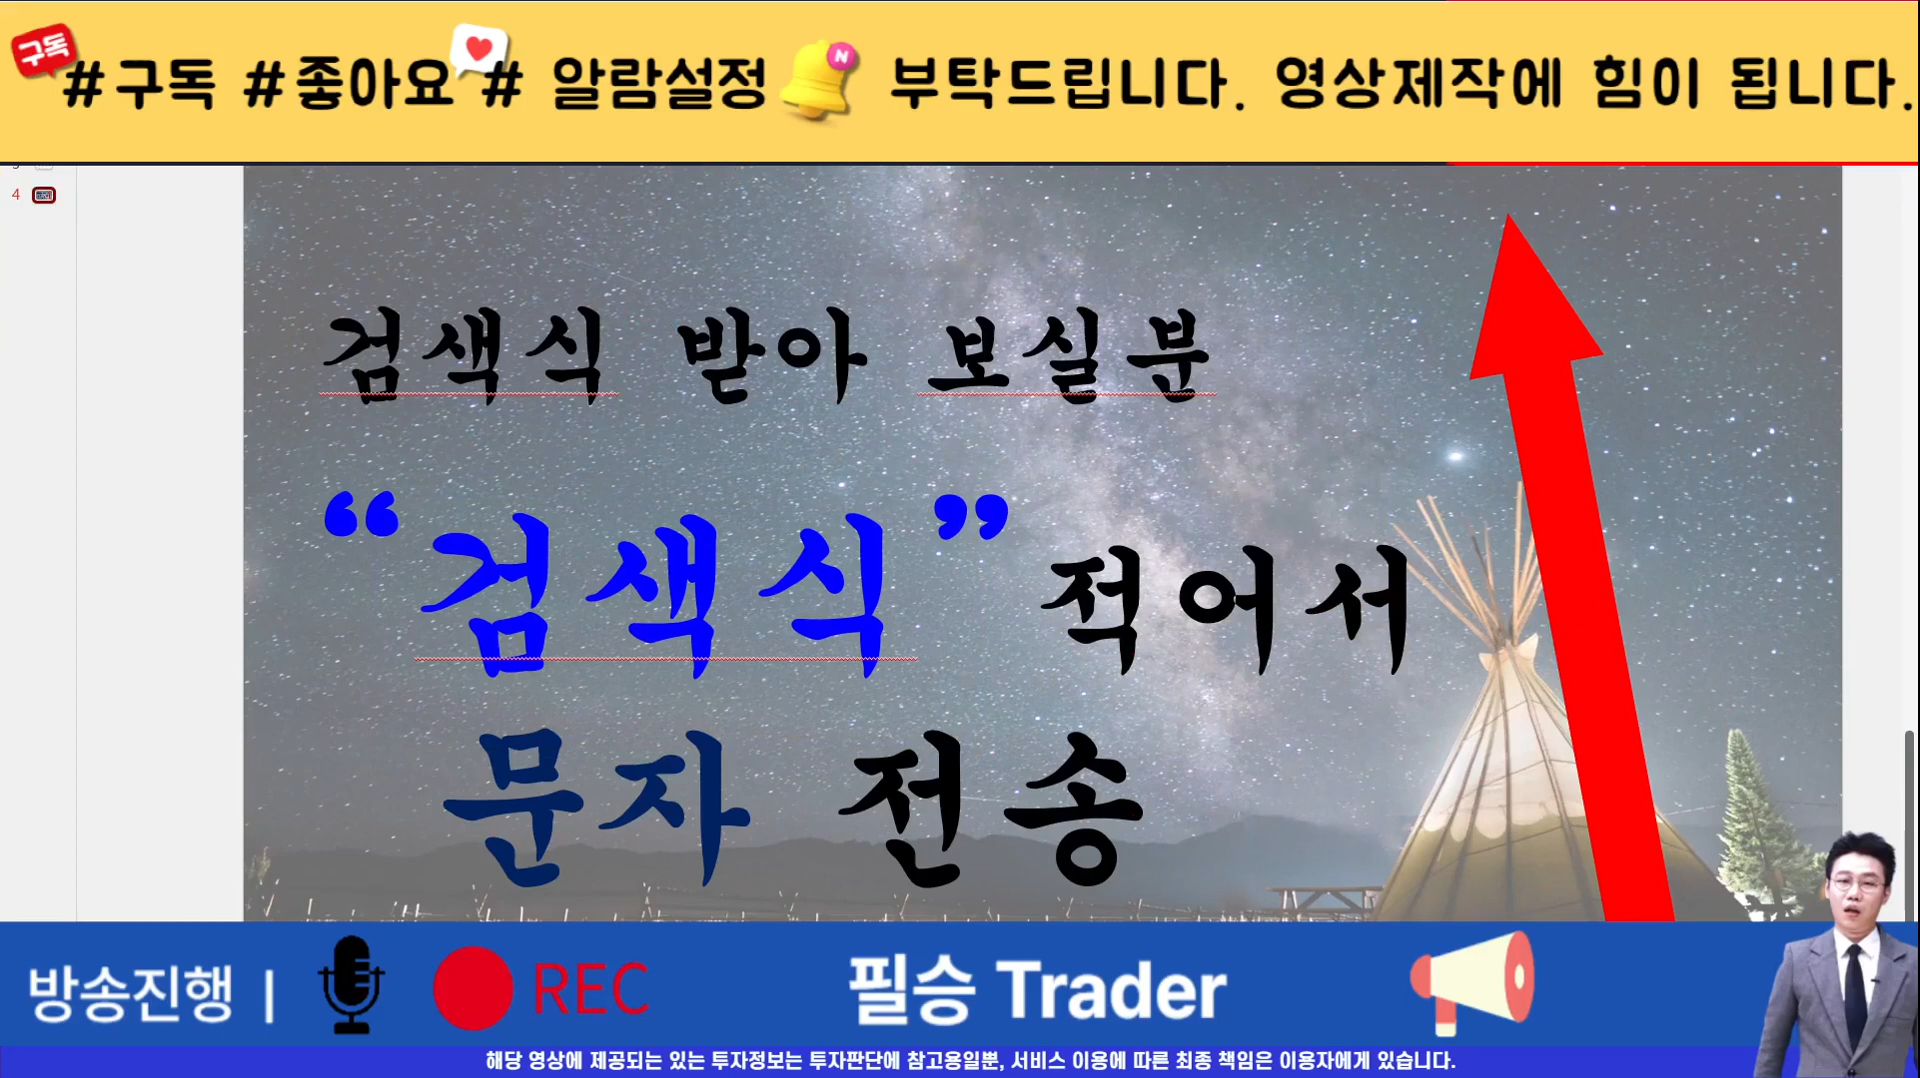 구독
#구독 #좋아요 # 알람설정 N 부탁드립니다. 영상제작에 힘이 됩니다.
4
검색식 받아 보실분
“검색식” 적어서
문자 전송
방송진행 | REC 필승 Trader
해당 영상에 제공되는 있는 투자정보는 투자판단에 참고용일뿐, 서비스 이용에 따른 최종 책임은 이용자에게 있습니다.